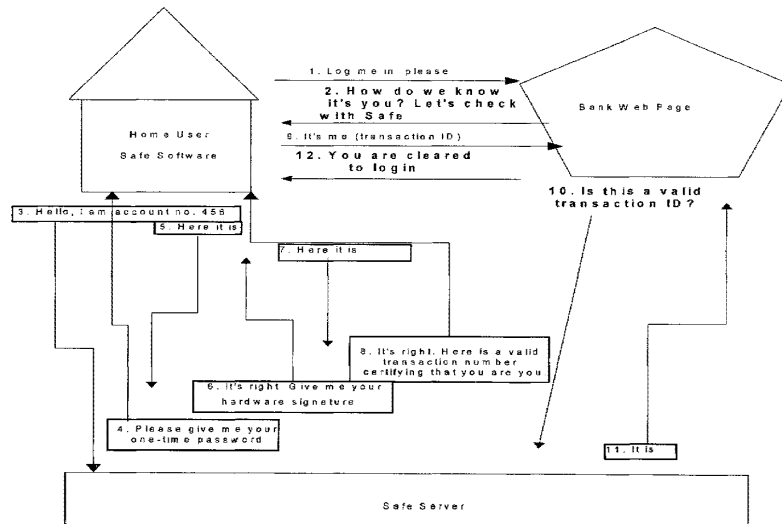 1. Log me in please
2. How do we know
it's you? Let's check
with Safe
Bank Web Page
Home User
Safe Software
9. It's me (transaction ID)
12. You are cleared
to login
10. Is this a valid
transaction ID?
3. Hello, I am account no. 456
5. Here it is
7. Here it is
8. It's right. Here is a valid
transaction number
certifying that you are you
6. It's right Give me your
hardware signature
4. Please give me your
one-time password
11. It is
Safe Server